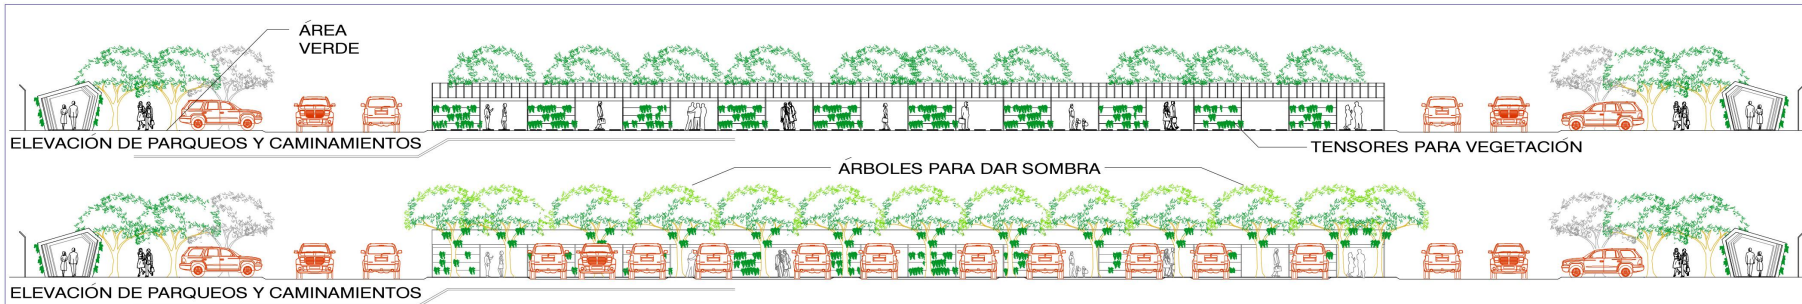 ÁREA
VERDE
ELEVACIÓN DE PARQUEOS Y CAMINAMIENTOS
TENSORES PARA VEGETACIÓN
ÁRBOLES PARA DAR SOMBRA
ELEVACIÓN DE PARQUEOS Y CAMINAMIENTOS